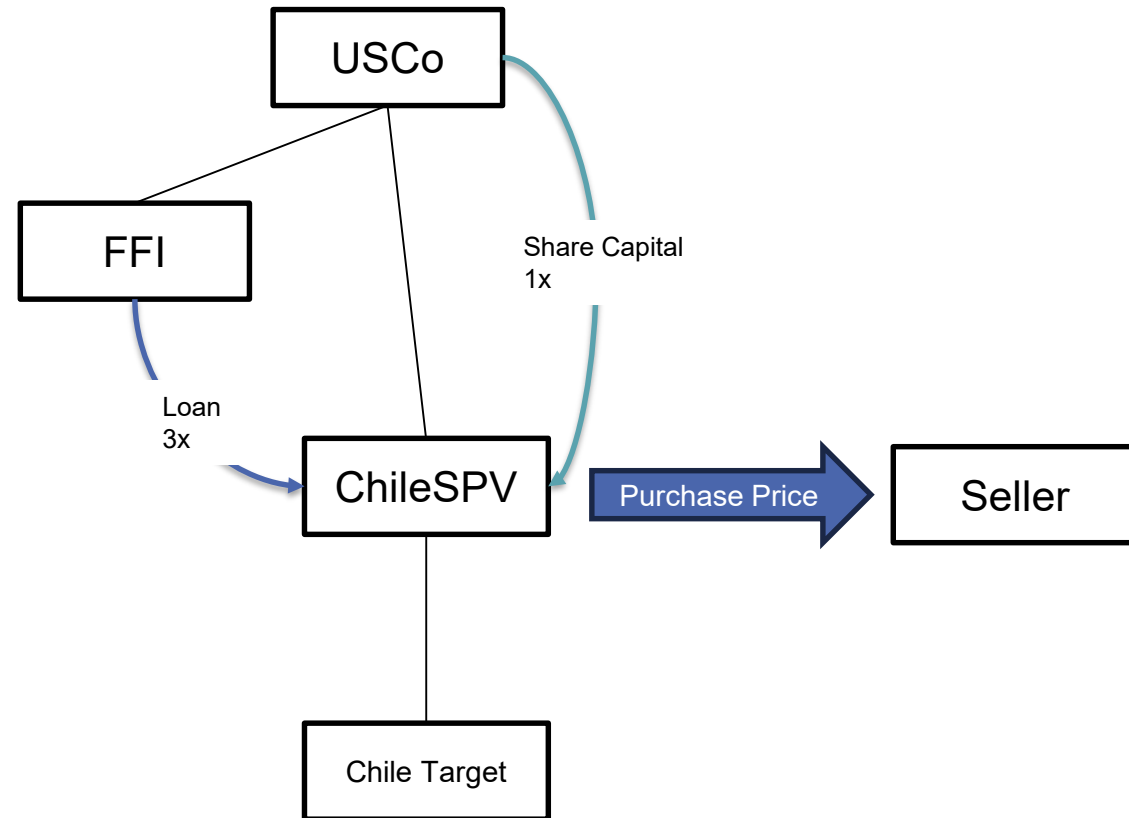 USCo
FFI
Share Capital
1x
Loan
3x
ChileSPV
Purchase Price
Seller
Chile Target